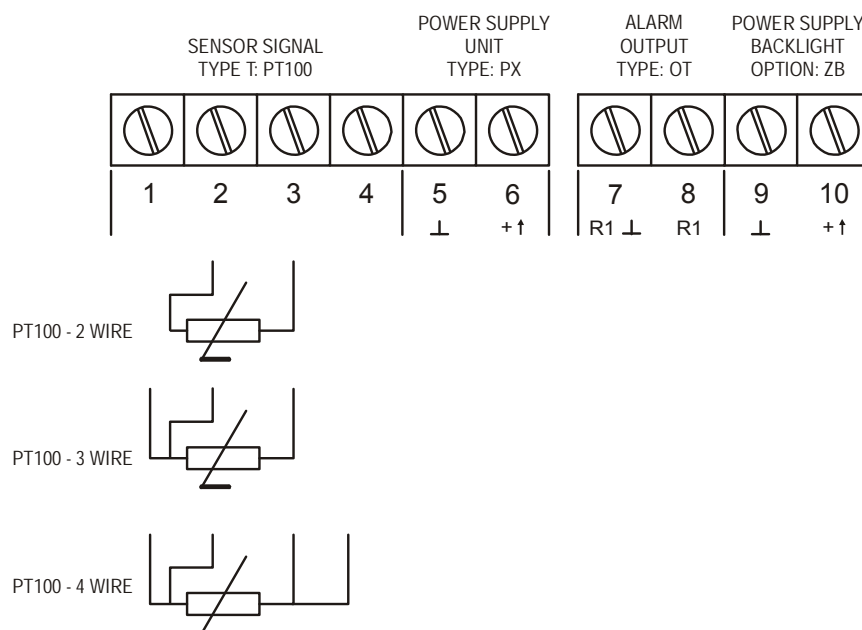 SENSOR SIGNAL
TYPE T: PT100
POWER SUPPLY
UNIT
TYPE: PX
ALARM
OUTPUT
TYPE: OT
POWER SUPPLY
BACKLIGHT
OPTION: ZB
1 2 3 4 5 6 7 8 9 10
+ R1 R1 +
PT100 - 2 WIRE
PT100 - 3 WIRE
PT100 - 4 WIRE